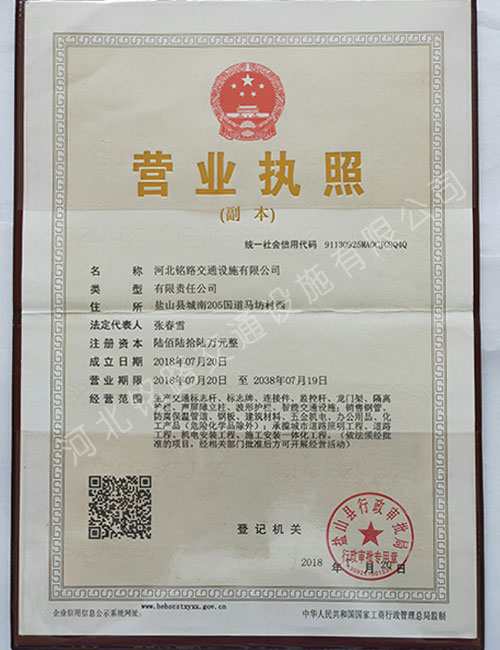 营业执照
(副本)
统一社会信用代码 91130925MA0CJC9Q4Q
名称 河北铭路交通设施有限公司
类型 有限责任公司
住所 盐山县城南205国道马坊村西
法定代表人 张春雪
注册资本 陆佰陆拾陆万元整
成立日期 2018年07月20日
营业期限 2018年07月20日 至 2038年07月19日
经营范围 生产交通标志杆、标志牌、连接件、监控杆、龙门架、隔离
护栏、声屏障立柱、波形护栏、智能交通设施；销售钢管、
防腐保温管道、钢板、建筑材料、五金机电、办公用品、化
工产品（危险化学品除外）；承揽城市道路照明工程、道路
工程、机电安装工程、施工安装一体化工程。（依法须经批
准的项目，经相关部门批准后方可开展经营活动）
登记机关
盐山县行政审批局
行政审批专用章
2018 年 月 20 日
企业信用信息公示系统网址：
www.hebscztxyxx.gov.cn
中华人民共和国国家工商行政管理总局监制
河北铭路交通设施有限公司